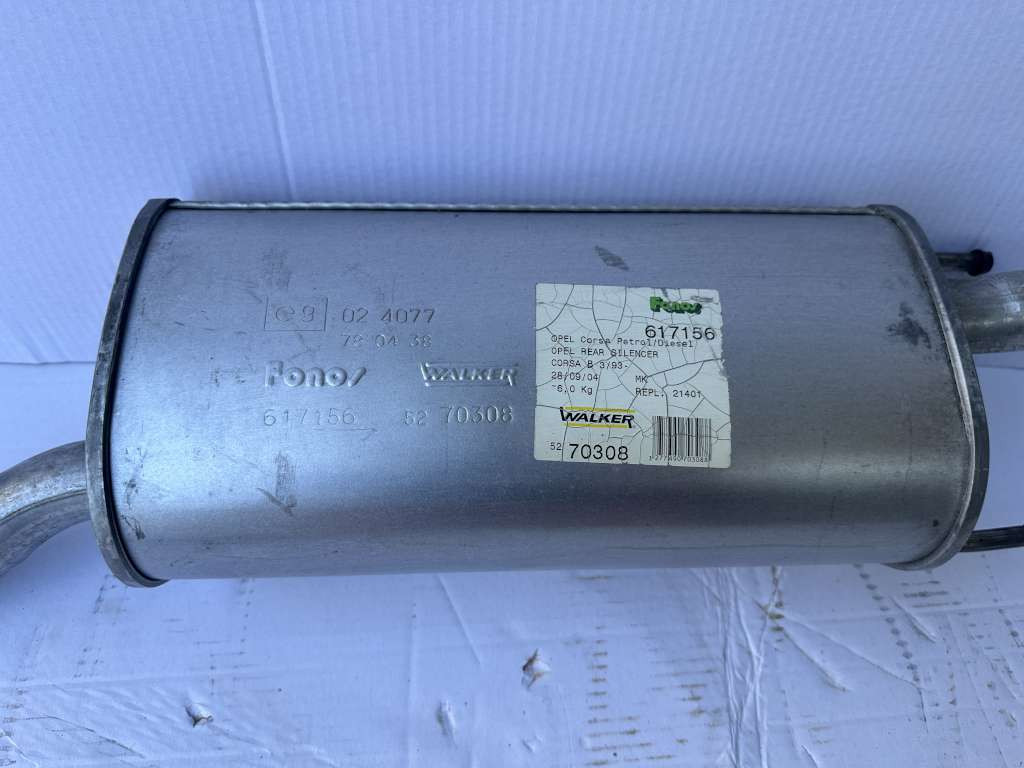 e9 02 4077
78 04 38
Fonos WALKER
617156 52 70308
Fonos
617156
OPEL Corsa Petrol/Diesel
OPEL REAR SILENCER
CORSA B 3/93-
28/09/04 MK
~6,0 Kg REPL. 21401
WALKER
52 70308